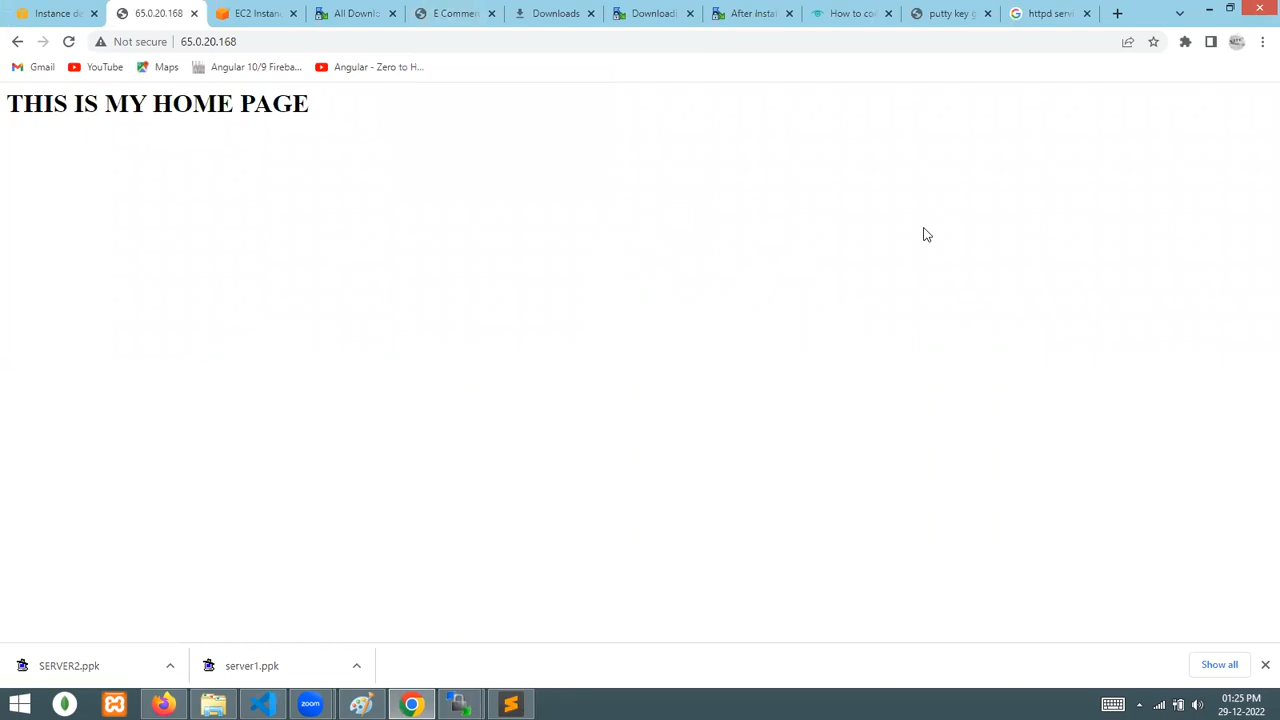 Instance de
65.0.20.168
EC2 Instan
All Downlo
E Commer
Downloads
Downloadi
After instal
How to co
putty key g
httpd servi
Not secure
65.0.20.168
Gmail
YouTube
Maps
Angular 10/9 Fireba...
Angular - Zero to H...
THIS IS MY HOME PAGE
SERVER2.ppk
server1.ppk
Show all
zoom
01:25 PM
29-12-2022